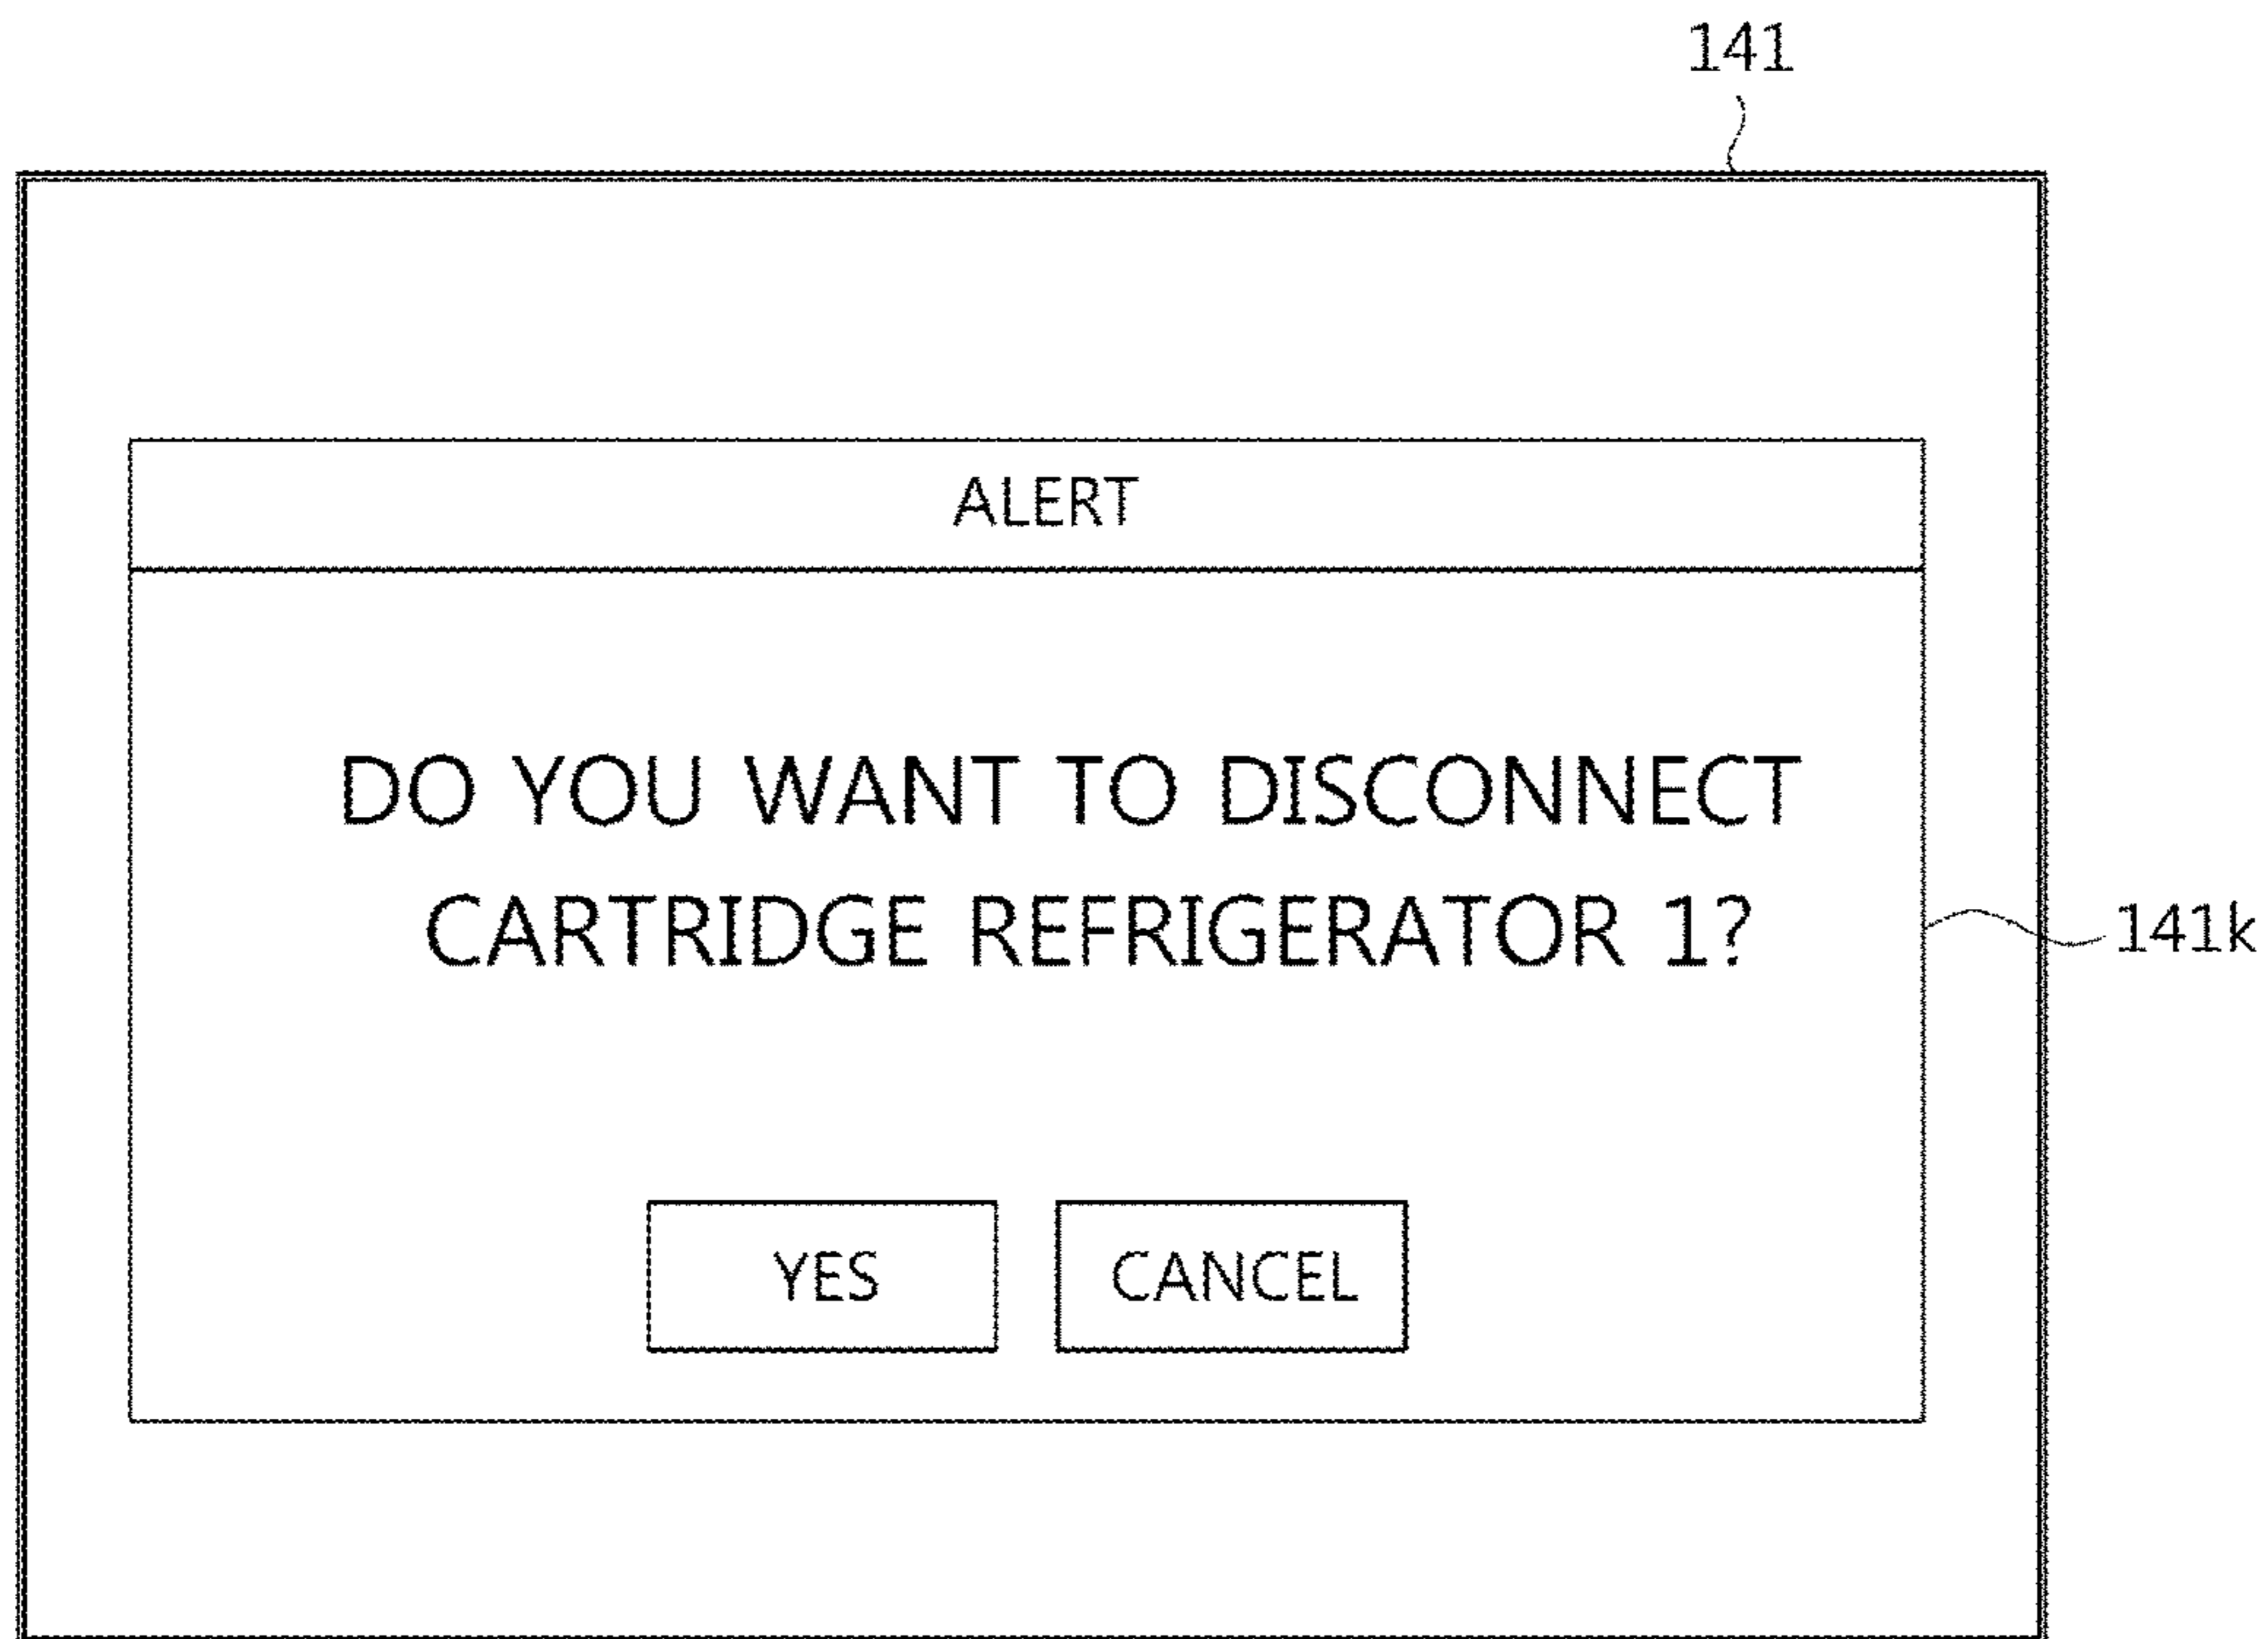 141
ALERT
DO YOU WANT TO DISCONNECT
CARTRIDGE REFRIGERATOR 1?
141k
YES CANCEL